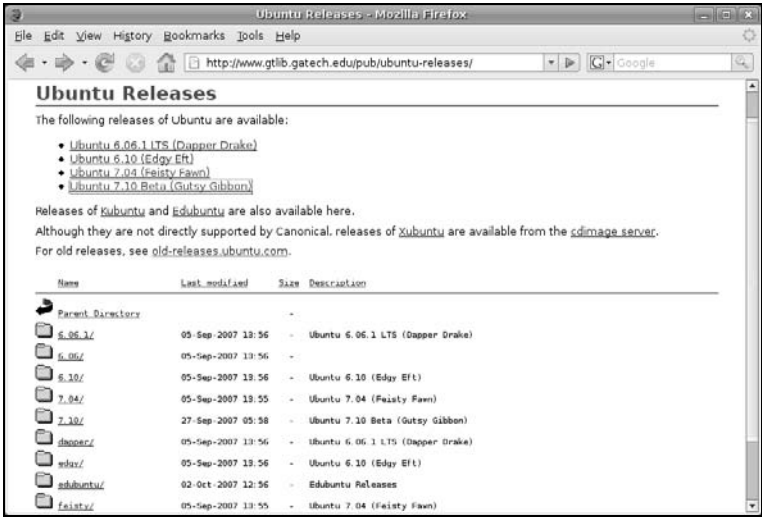 Ubuntu Releases - Mozilla Firefox
File Edit View History Bookmarks Tools Help
http://www.gtlib.gatech.edu/pub/ubuntu-releases/ G Google
Ubuntu Releases
The following releases of Ubuntu are available:
• Ubuntu 6.06.1 LTS (Dapper Drake)
• Ubuntu 6.10 (Edgy Eft)
• Ubuntu 7.04 (Feisty Fawn)
• Ubuntu 7.10 Beta (Gutsy Gibbon)
Releases of Kubuntu and Edubuntu are also available here.
Although they are not directly supported by Canonical, releases of Xubuntu are available from the cdimage server.
For old releases, see old-releases.ubuntu.com.
Name Last modified Size Description
Parent Directory -
6.06.1/ 05-Sep-2007 13:56 - Ubuntu 6.06.1 LTS (Dapper Drake)
6.06/ 05-Sep-2007 13:56 -
6.10/ 05-Sep-2007 13:56 - Ubuntu 6.10 (Edgy Eft)
7.04/ 05-Sep-2007 13:55 - Ubuntu 7.04 (Feisty Fawn)
7.10/ 27-Sep-2007 05:58 - Ubuntu 7.10 Beta (Gutsy Gibbon)
dapper/ 05-Sep-2007 13:56 - Ubuntu 6.06.1 LTS (Dapper Drake)
edgy/ 05-Sep-2007 13:56 - Ubuntu 6.10 (Edgy Eft)
edubuntu/ 02-Oct-2007 12:56 - Edubuntu Releases
feisty/ 05-Sep-2007 13:55 - Ubuntu 7.04 (Feisty Fawn)